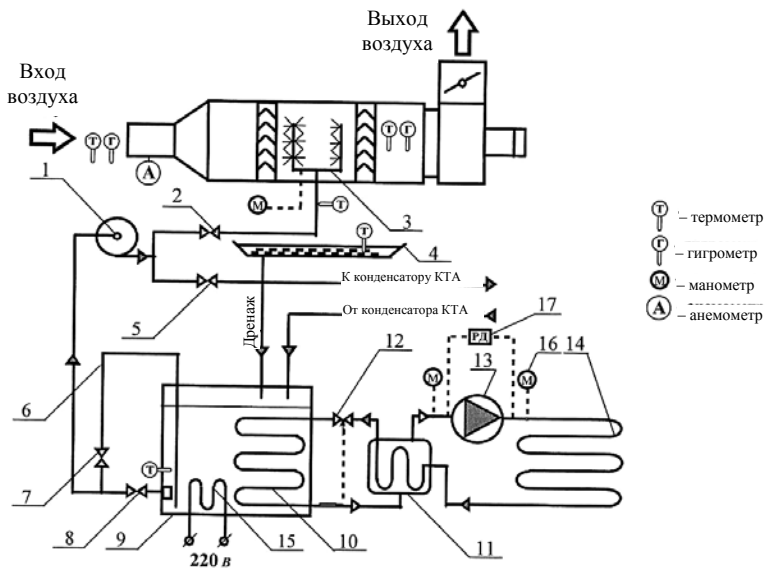 Выход
воздуха
Вход
воздуха
Т Г
Т Г
А
М
Т
1
2
3
4
Т
К конденсатору КТА
От конденсатора КТА
Дренаж
5
6
7
8
9
10
11
12
13
14
15
16
17
РД
М
М
Т
220 в
Т – термометр
Г – гигрометр
М – манометр
А – анемометр